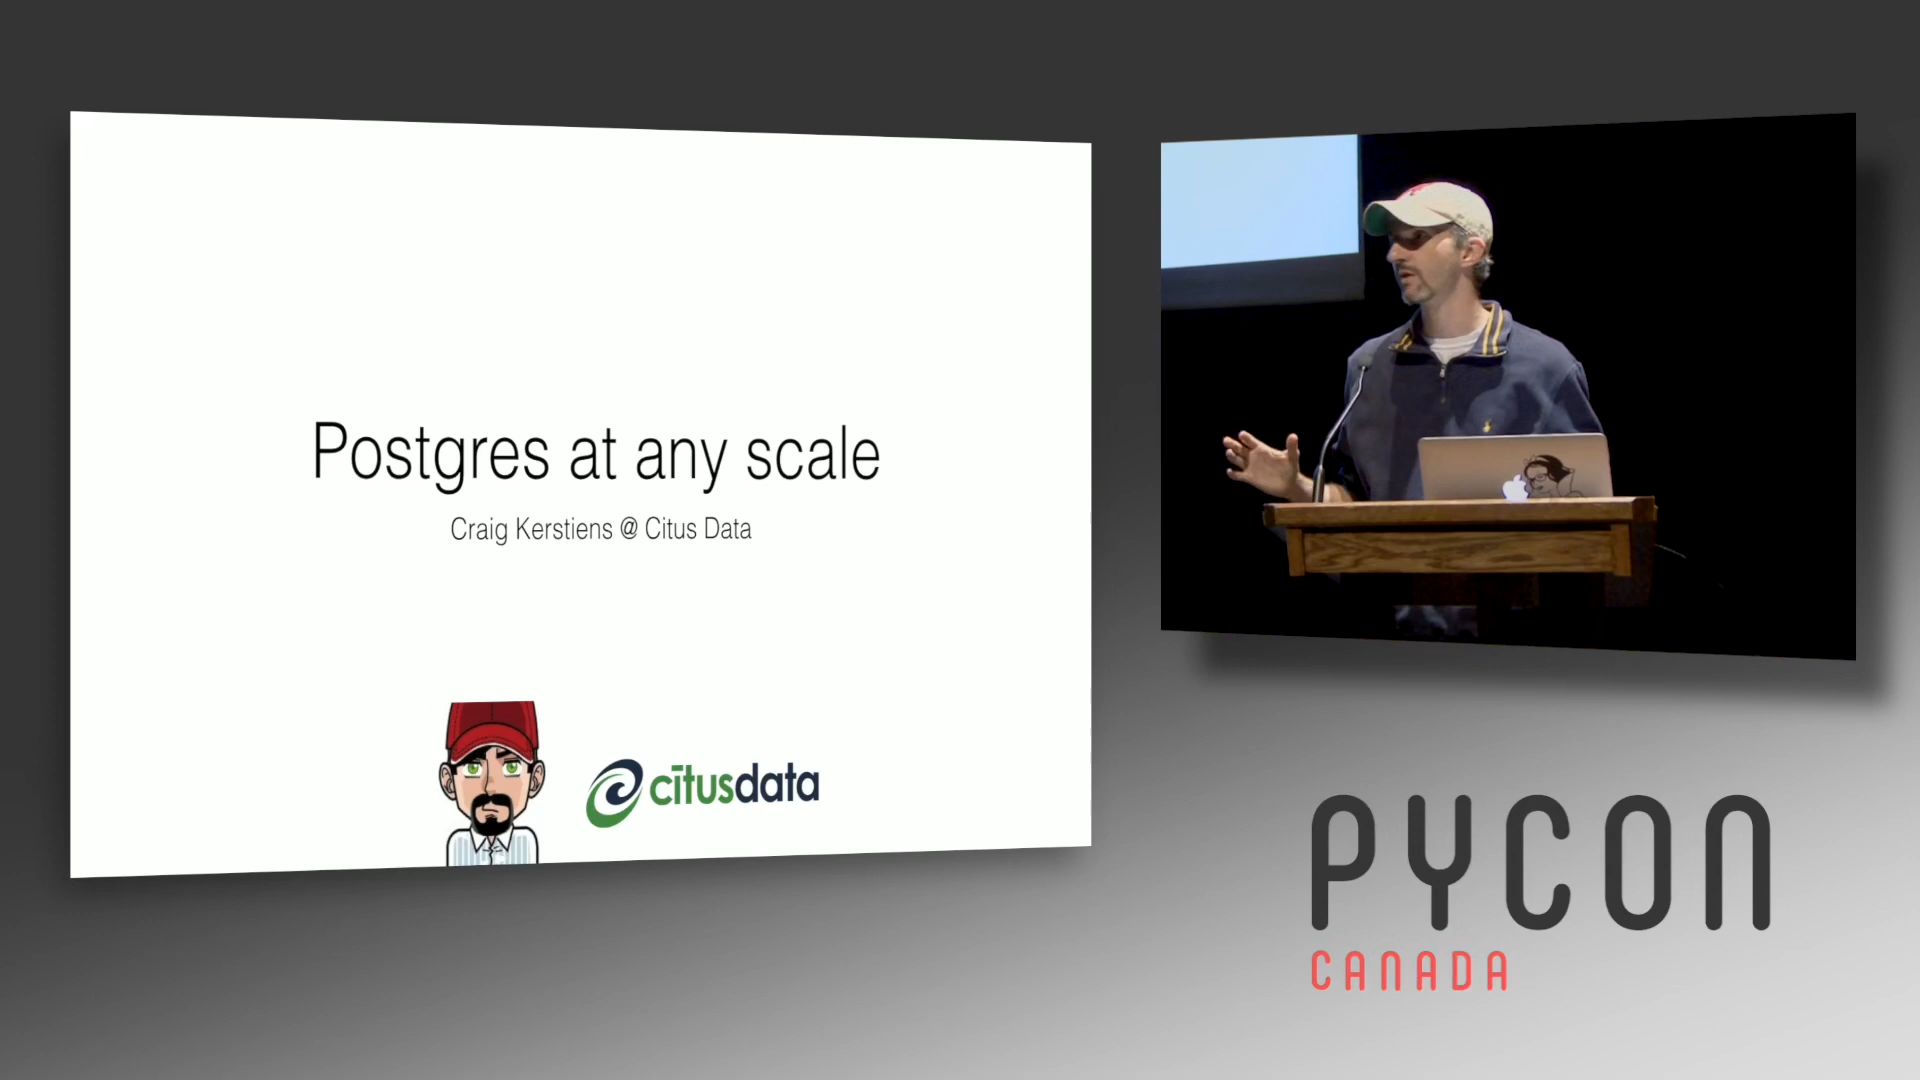 Postgres at any scale
Craig Kerstiens @ Citus Data
citusdata
PYCON
CANADA